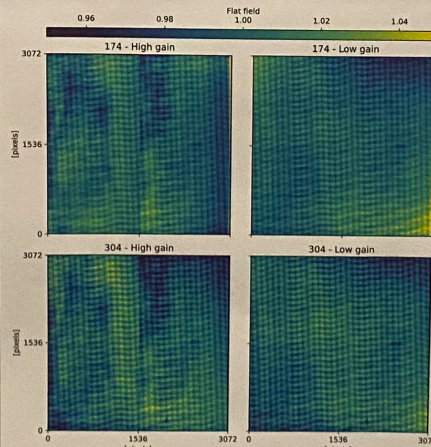 Flat field
0.96 0.98 1.00 1.02 1.04
174 - High gain 174 - Low gain
3072
[pixels]
1536
0
304 - High gain 304 - Low gain
3072
[pixels]
1536
0
0 1536 3072 0 1536